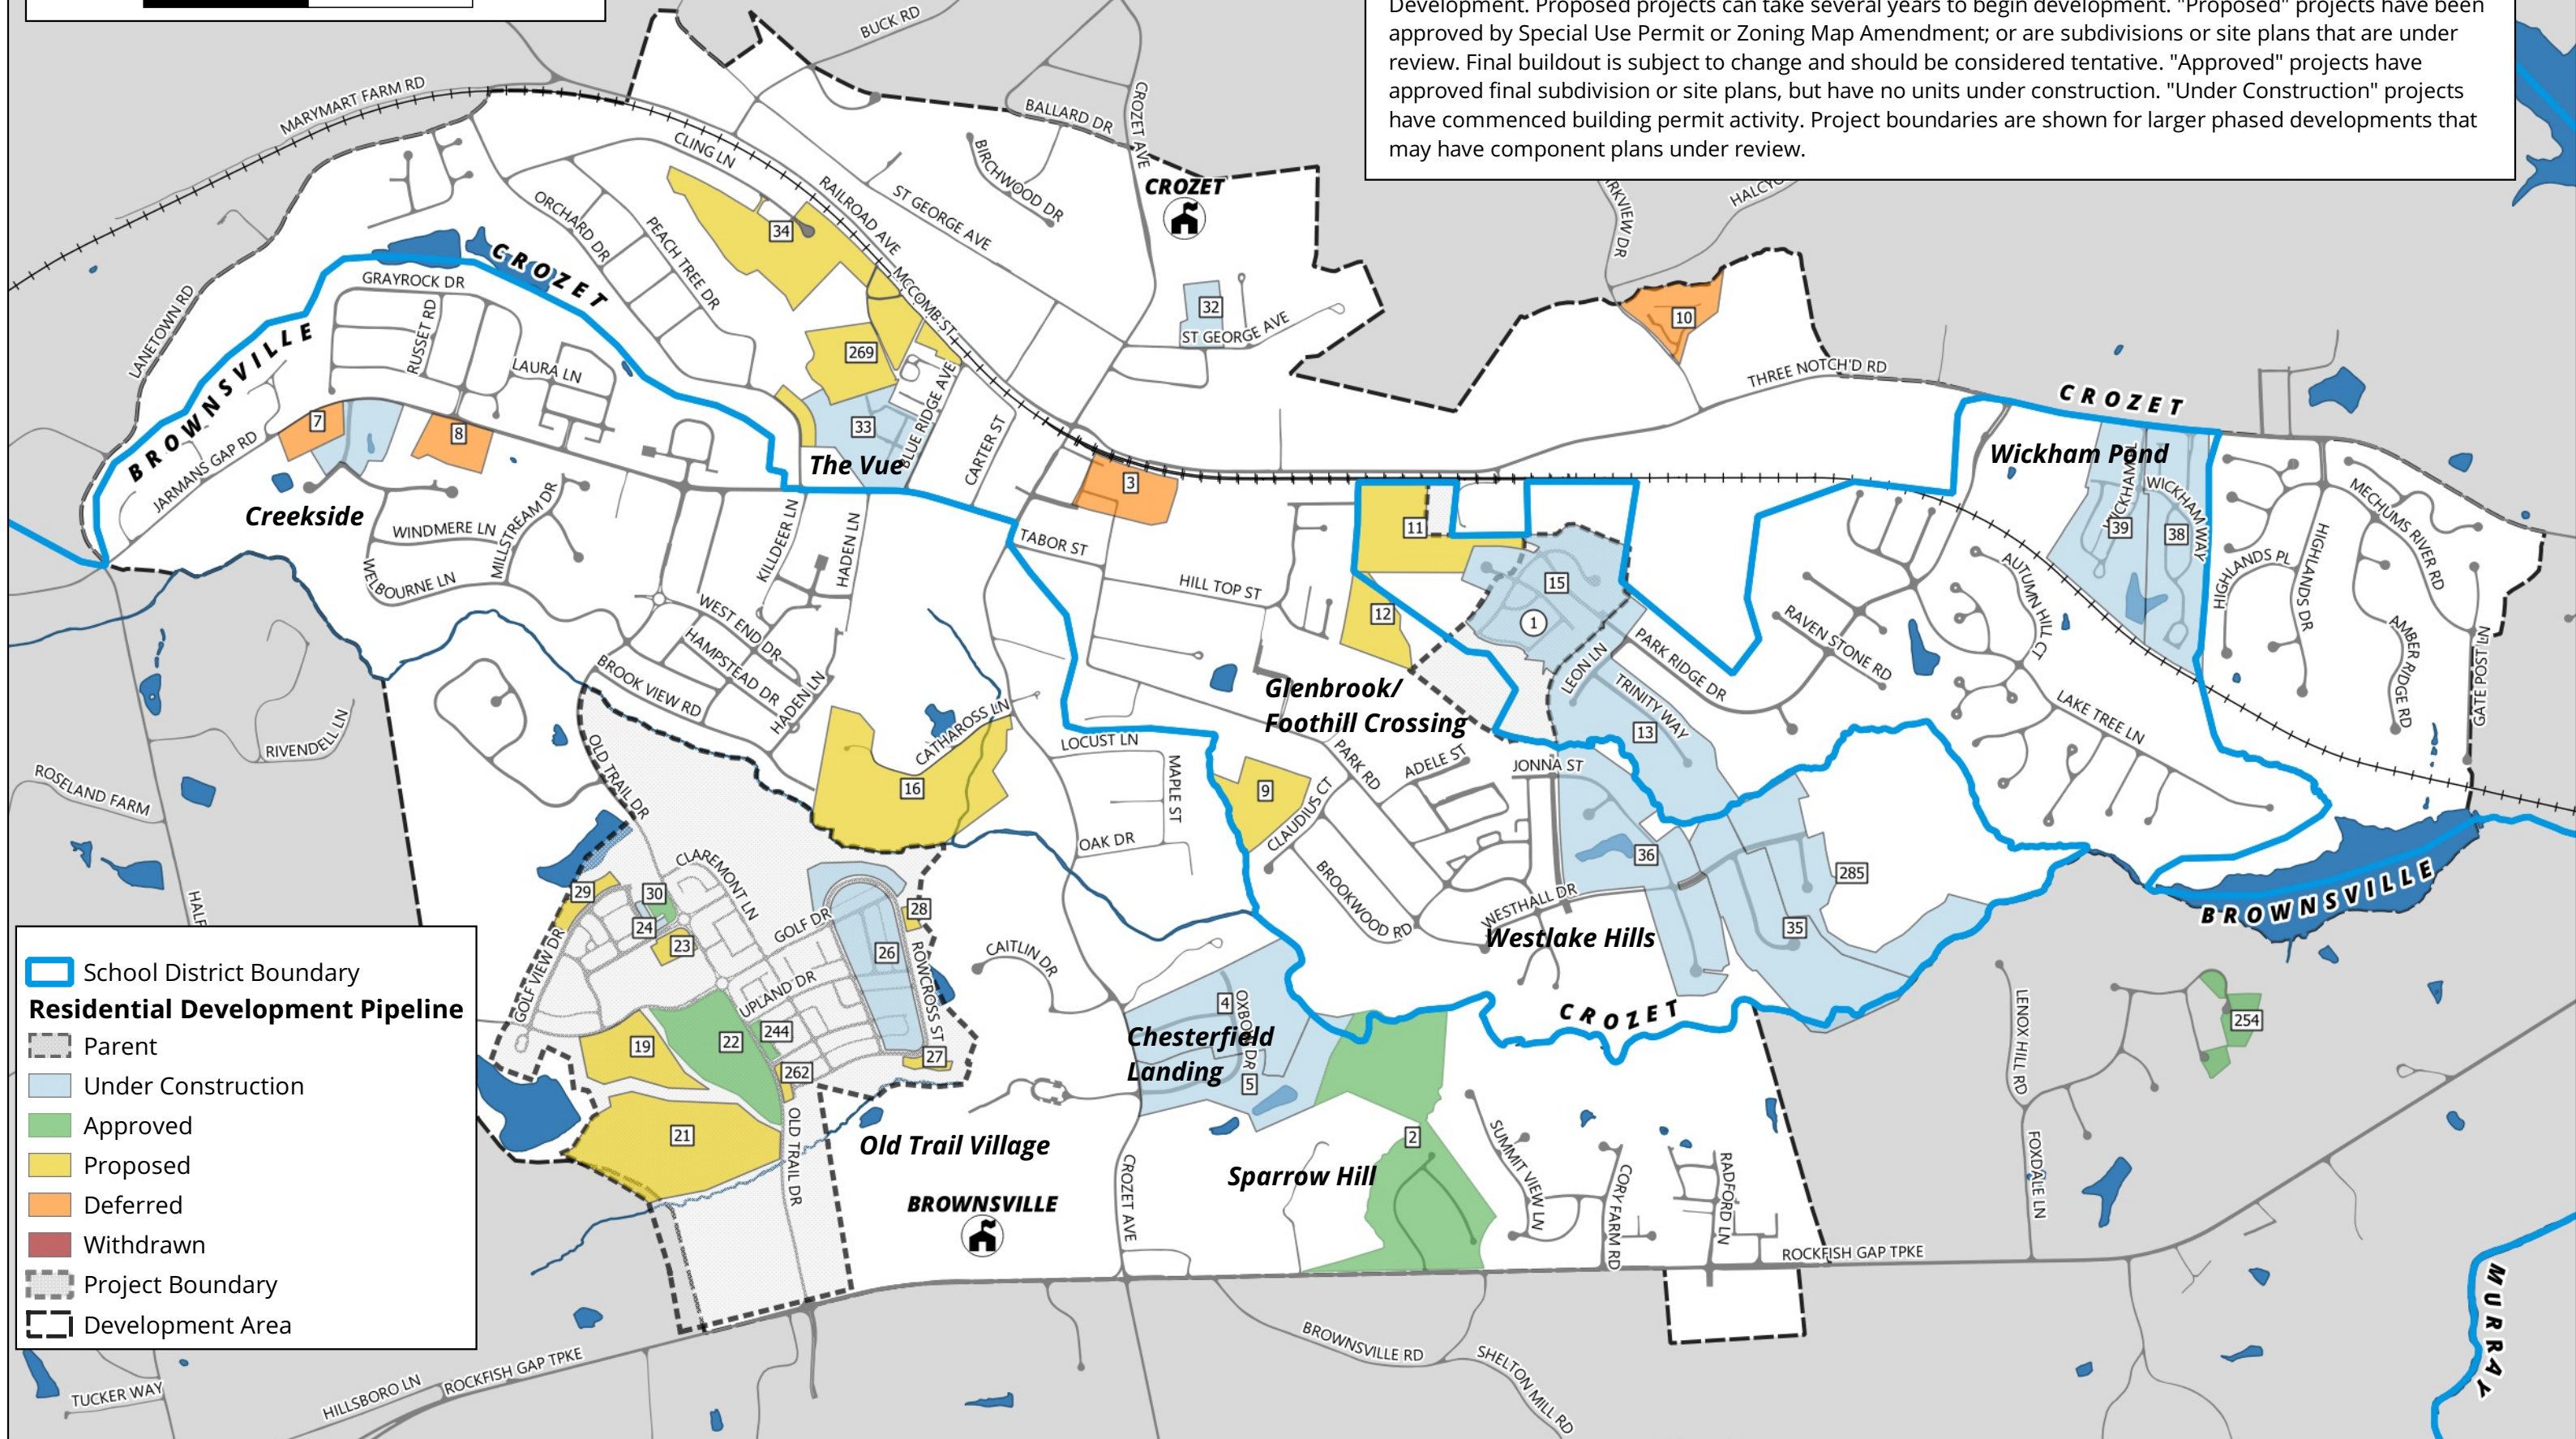 Development. Proposed projects can take several years to begin development. "Proposed" projects have been
approved by Special Use Permit or Zoning Map Amendment; or are subdivisions or site plans that are under
review. Final buildout is subject to change and should be considered tentative. "Approved" projects have
approved final subdivision or site plans, but have no units under construction. "Under Construction" projects
have commenced building permit activity. Project boundaries are shown for larger phased developments that
may have component plans under review.
BUCK RD
MARYMART FARM RD
BALLARD DR
CROZET AVE
CLING LN
BIRCHWOOD DR
RAILROAD AVE
ST GEORGE AVE
CROZET
ORCHARD DR
PEACH TREE DR
34
CROZET
GRAYROCK DR
MCCOMB ST
32
ST GEORGE AVE
10
LANETOWN RD
BROWNSVILLE
RUSSET RD
LAURA LN
269
BLUE RIDGE AVE
THREE NOTCH'D RD
CROZET
7
8
33
The Vue
CARTER ST
JARMANS GAP RD
3
Wickham Pond
WICKHAM WAY
39
38
MECHUMS RIVER RD
Creekside
WINDMERE LN
MILLSTREAM DR
WELBOURNE LN
KILLDEER LN
HADEN LN
TABOR ST
HILL TOP ST
11
12
15
1
LEON LN
PARK RIDGE DR
TRINITY WAY
13
RAVEN STONE RD
AUTUMN HILL CT
HIGHLANDS PL
HIGHLANDS DR
AMBER RIDGE RD
GATE POST LN
LAKE TREE LN
WEST END DR
HAMPSTEAD DR
BROOK VIEW RD
HADEN LN
Glenbrook/
Foothill Crossing
RIVENDELL LN
ROSELAND FARM
OLD TRAIL DR
CATHAROSS LN
16
LOCUST LN
MAPLE ST
OAK DR
9
CLAUDIUS CT
PARK RD
ADELE ST
JONNA ST
BROOKWOOD RD
WESTHALL DR
Westlake Hills
36
285
35
BROWNSVILLE
29
30
24
23
CLAREMONT LN
GOLF DR
28
26
ROWCROSS ST
CAITLIN DR
GOLF VIEW DR
UPLAND DR
19
22
244
262
27
21
OLD TRAIL DR
Old Trail Village
BROWNSVILLE
4
OXBOW DR
Chesterfield
Landing
5
CROZET
2
Sparrow Hill
CROZET AVE
SUMMIT VIEW LN
CORY FARM RD
RADFORD LN
ROCKFISH GAP TPKE
LENOX HILL RD
FOXDALE LN
254
MURRAY
School District Boundary
Residential Development Pipeline
Parent
Under Construction
Approved
Proposed
Deferred
Withdrawn
Project Boundary
Development Area
TUCKER WAY
HILLSBORO LN
ROCKFISH GAP TPKE
BROWNSVILLE RD
SHELTON MILL RD